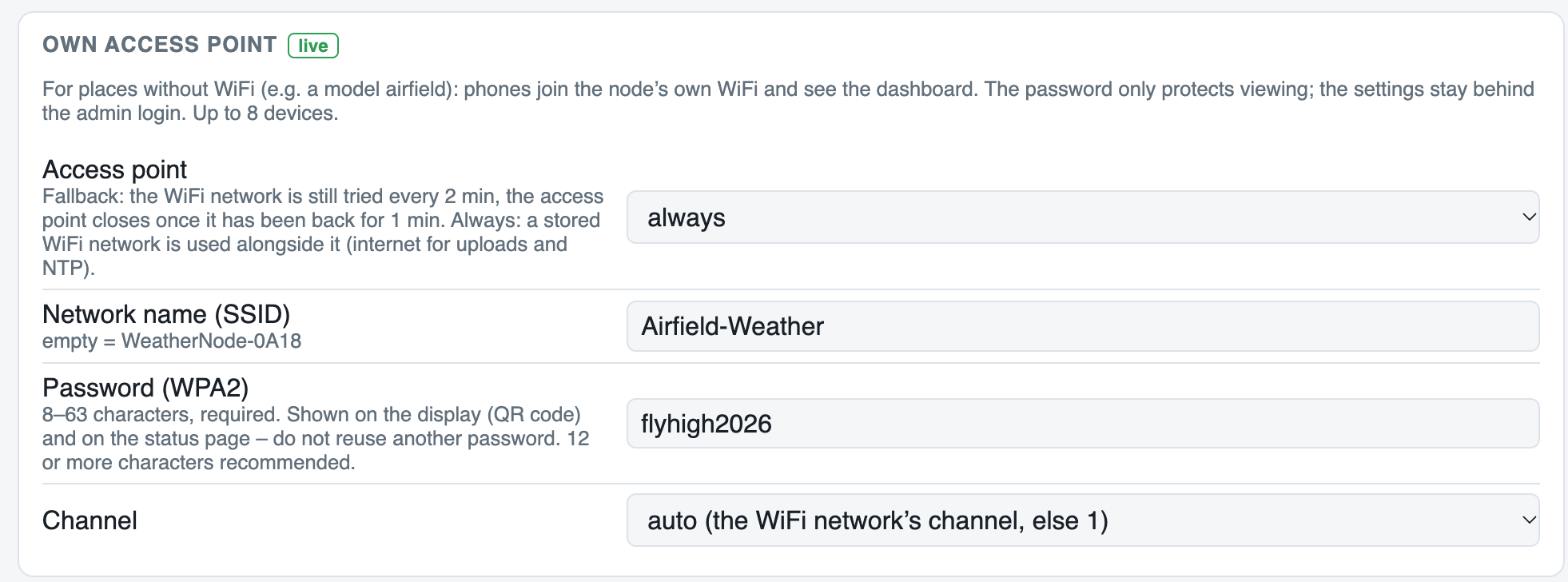 OWN ACCESS POINT live
For places without WiFi (e.g. a model airfield): phones join the node’s own WiFi and see the dashboard. The password only protects viewing; the settings stay behind
the admin login. Up to 8 devices.
Access point
Fallback: the WiFi network is still tried every 2 min, the access
point closes once it has been back for 1 min. Always: a stored
WiFi network is used alongside it (internet for uploads and
NTP).
always
Network name (SSID)
empty = WeatherNode-0A18
Airfield-Weather
Password (WPA2)
8–63 characters, required. Shown on the display (QR code)
and on the status page – do not reuse another password. 12
or more characters recommended.
flyhigh2026
Channel
auto (the WiFi network’s channel, else 1)